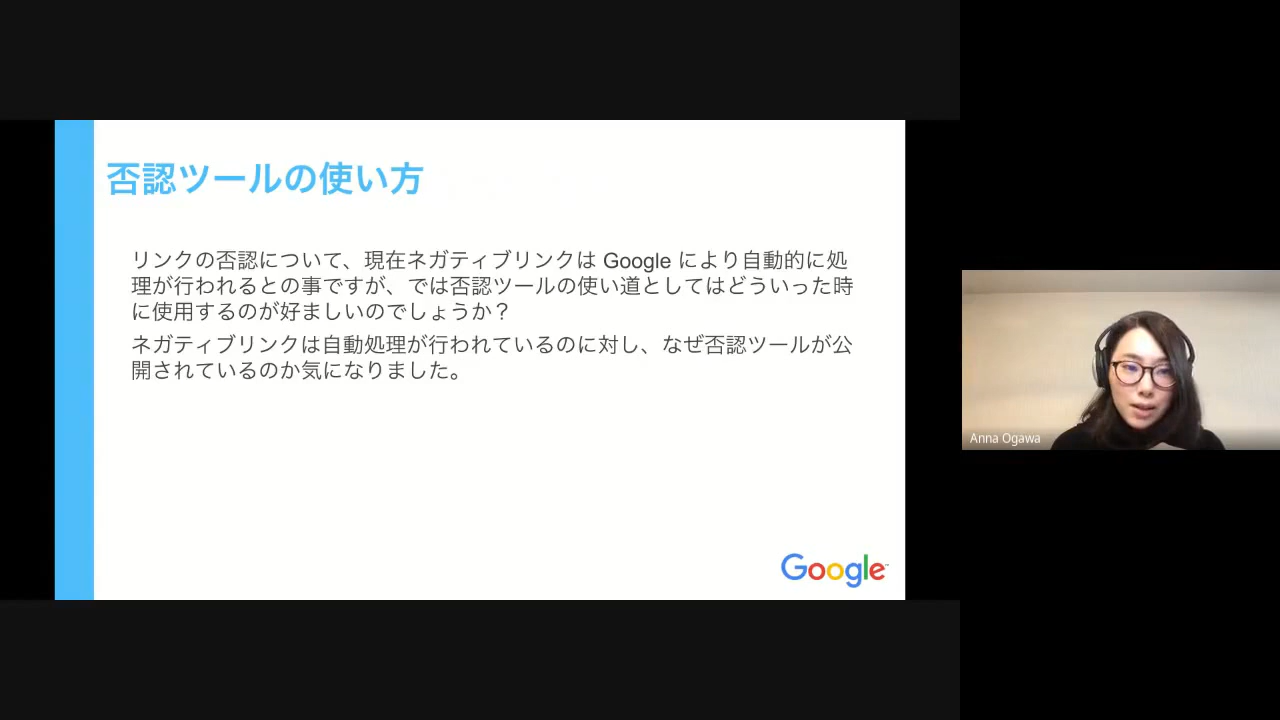 否認ツールの使い方
リンクの否認について、現在ネガティブリンクは Google により自動的に処
理が行われるとの事ですが、では否認ツールの使い道としてはどういった時
に使用するのが好ましいのでしょうか？
ネガティブリンクは自動処理が行われているのに対し、なぜ否認ツールが公
開されているのか気になりました。
Google
Anna Ogawa